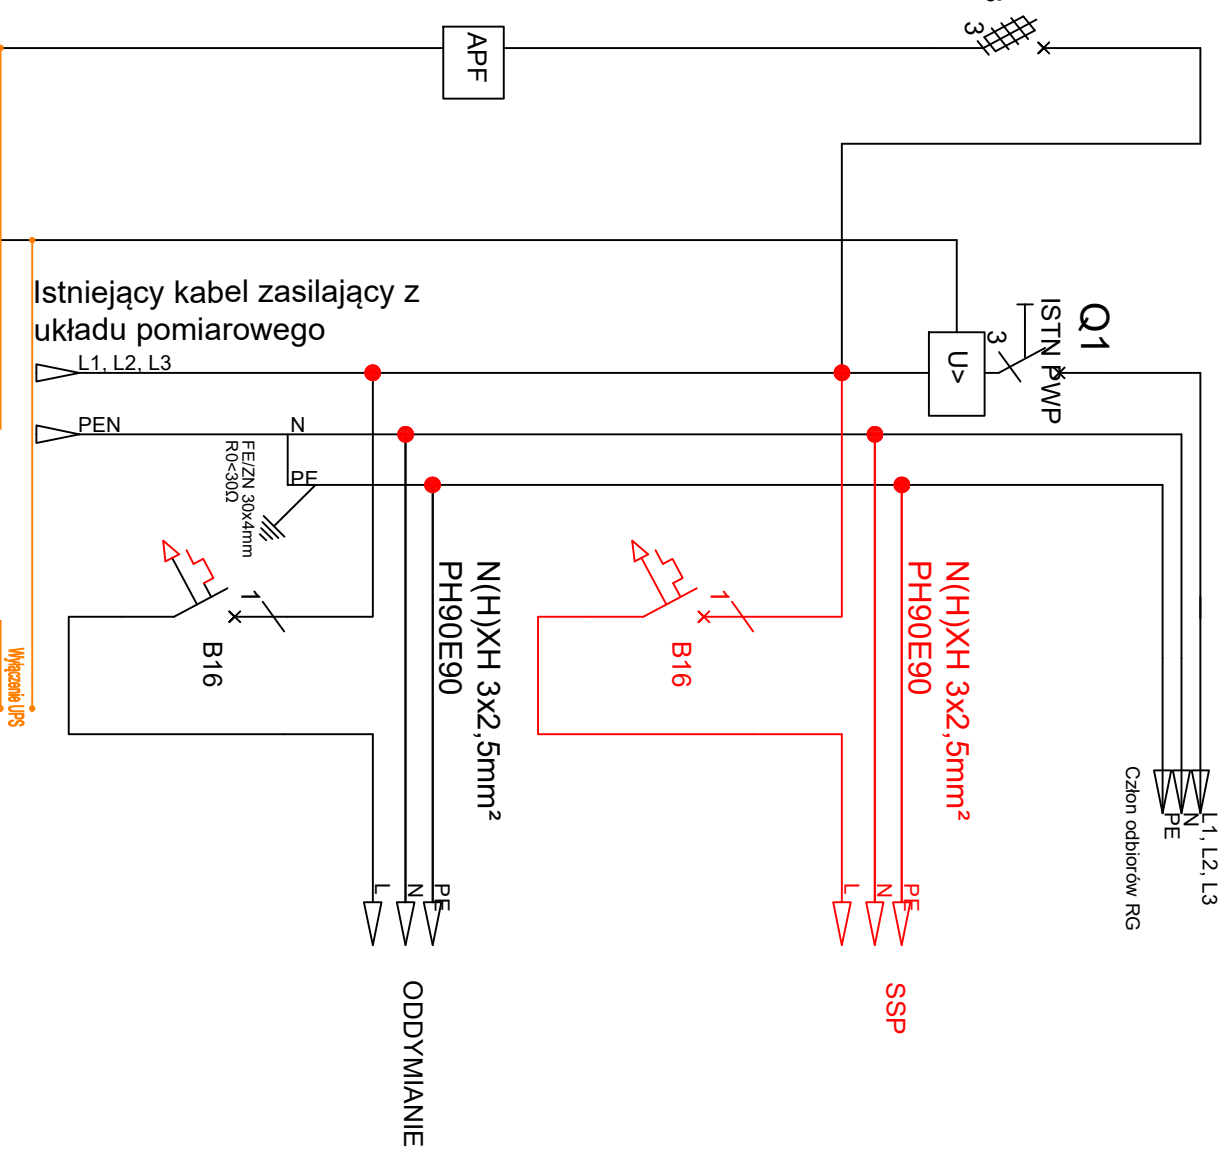 3
APF
Istniejący kabel zasilający z
układu pomiarowego
Q1
ISTN PWP
3
U>
L1, L2, L3
PEN
N
PE
FE/ZN 30x4mm
R0<30Ω
N(H)XH 3x2,5mm²
PH90E90
1
B16
N(H)XH 3x2,5mm²
PH90E90
1
B16
Wyłączenie UPS
L1, L2, L3
N
PE
Człon odbiorów RG
L
N
PE
ODDYMIANIE
L
N
PE
SSP